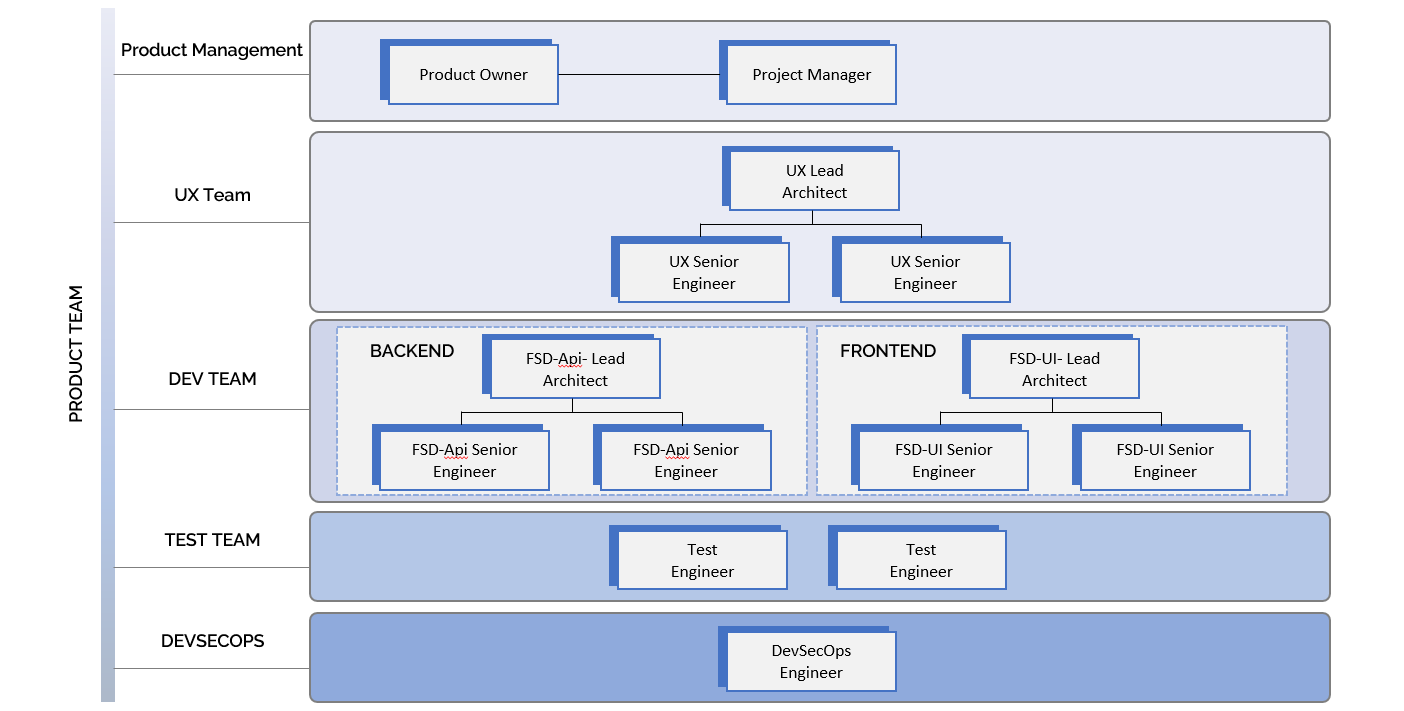 PRODUCT TEAM
Product Management
Product Owner
Project Manager
UX Team
UX Lead
Architect
UX Senior
Engineer
UX Senior
Engineer
DEV TEAM
BACKEND
FSD-Api- Lead
Architect
FSD-Api Senior
Engineer
FSD-Api Senior
Engineer
FRONTEND
FSD-UI- Lead
Architect
FSD-UI Senior
Engineer
FSD-UI Senior
Engineer
TEST TEAM
Test
Engineer
Test
Engineer
DEVSECOPS
DevSecOps
Engineer